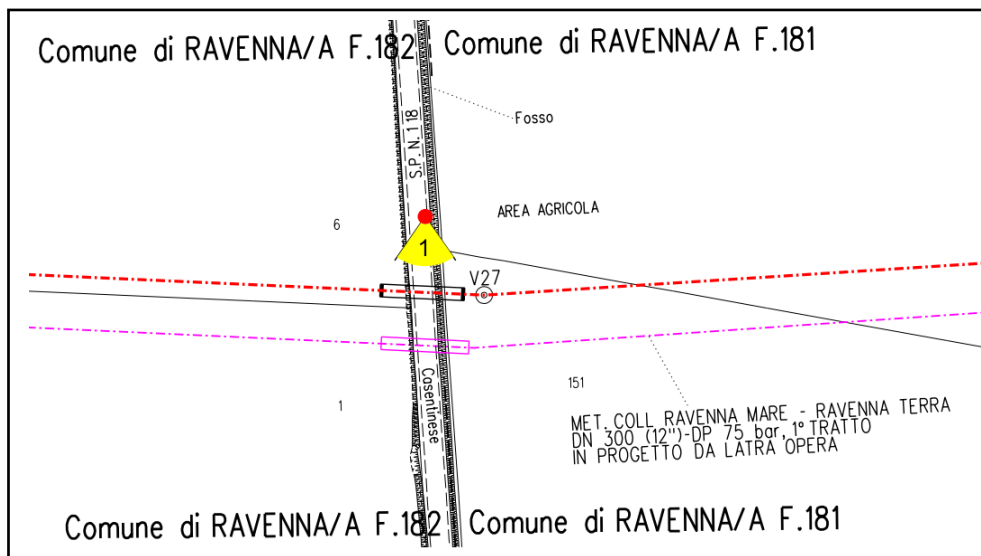 Comune di RAVENNA/A F.182
Comune di RAVENNA/A F.181
S.P. N.118
Fosso
AREA AGRICOLA
6
1
V27
Casentinese
1
151
MET. COLL RAVENNA MARE - RAVENNA TERRA
DN 300 (12")-DP 75 bar, 1° TRATTO
IN PROGETTO DA LATRA OPERA
Comune di RAVENNA/A F.182
Comune di RAVENNA/A F.181